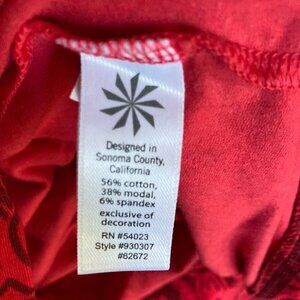 Designed in
Sonoma County,
California
56% cotton,
38% modal,
6% spandex
exclusive of
decoration
RN #54023
Style #930307
#62672